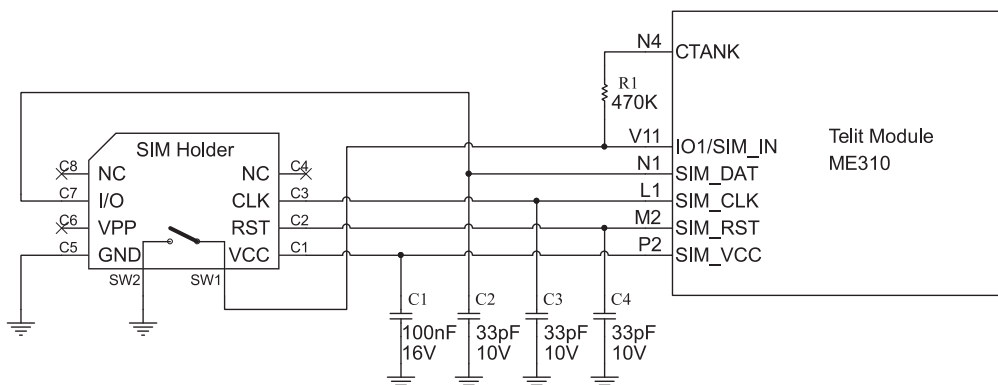 N4
CTANK
R1
470K
V11
IO1/SIM_IN
Telit Module
ME310
SIM Holder
N1
SIM_DAT
C8
NC
NC
C4
L1
SIM_CLK
C7
I/O
CLK
C3
M2
SIM_RST
C6
VPP
RST
C2
P2
SIM_VCC
C5
GND
VCC
C1
SW2
SW1
C1
100nF
16V
C2
33pF
10V
C3
33pF
10V
C4
33pF
10V